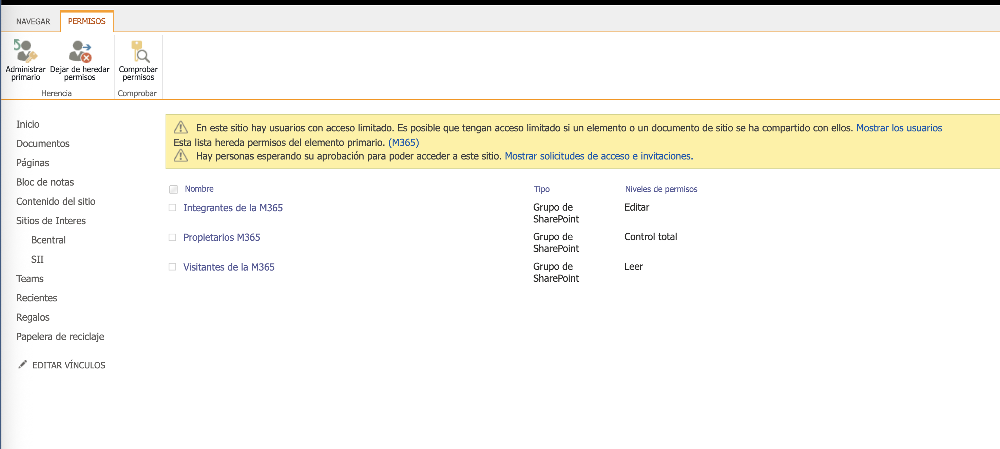 NAVEGAR
PERMISOS
Administrar
primario
Dejar de heredar
permisos
Comprobar
permisos
Herencia
Comprobar
Inicio
Documentos
Páginas
Bloc de notas
Contenido del sitio
Sitios de Interes
Bcentral
SII
Teams
Recientes
Regalos
Papelera de reciclaje
EDITAR VÍNCULOS
En este sitio hay usuarios con acceso limitado. Es posible que tengan acceso limitado si un elemento o un documento de sitio se ha compartido con ellos. Mostrar los usuarios
Esta lista hereda permisos del elemento primario. (M365)
Hay personas esperando su aprobación para poder acceder a este sitio. Mostrar solicitudes de acceso e invitaciones.
Nombre Tipo Niveles de permisos
Integrantes de la M365 Grupo de Editar
SharePoint
Propietarios M365 Grupo de Control total
SharePoint
Visitantes de la M365 Grupo de Leer
SharePoint